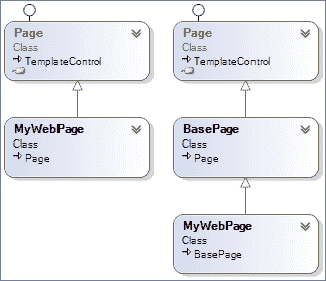 Page
Class
TemplateControl
MyWebPage
Class
Page
Page
Class
TemplateControl
BasePage
Class
Page
MyWebPage
Class
BasePage